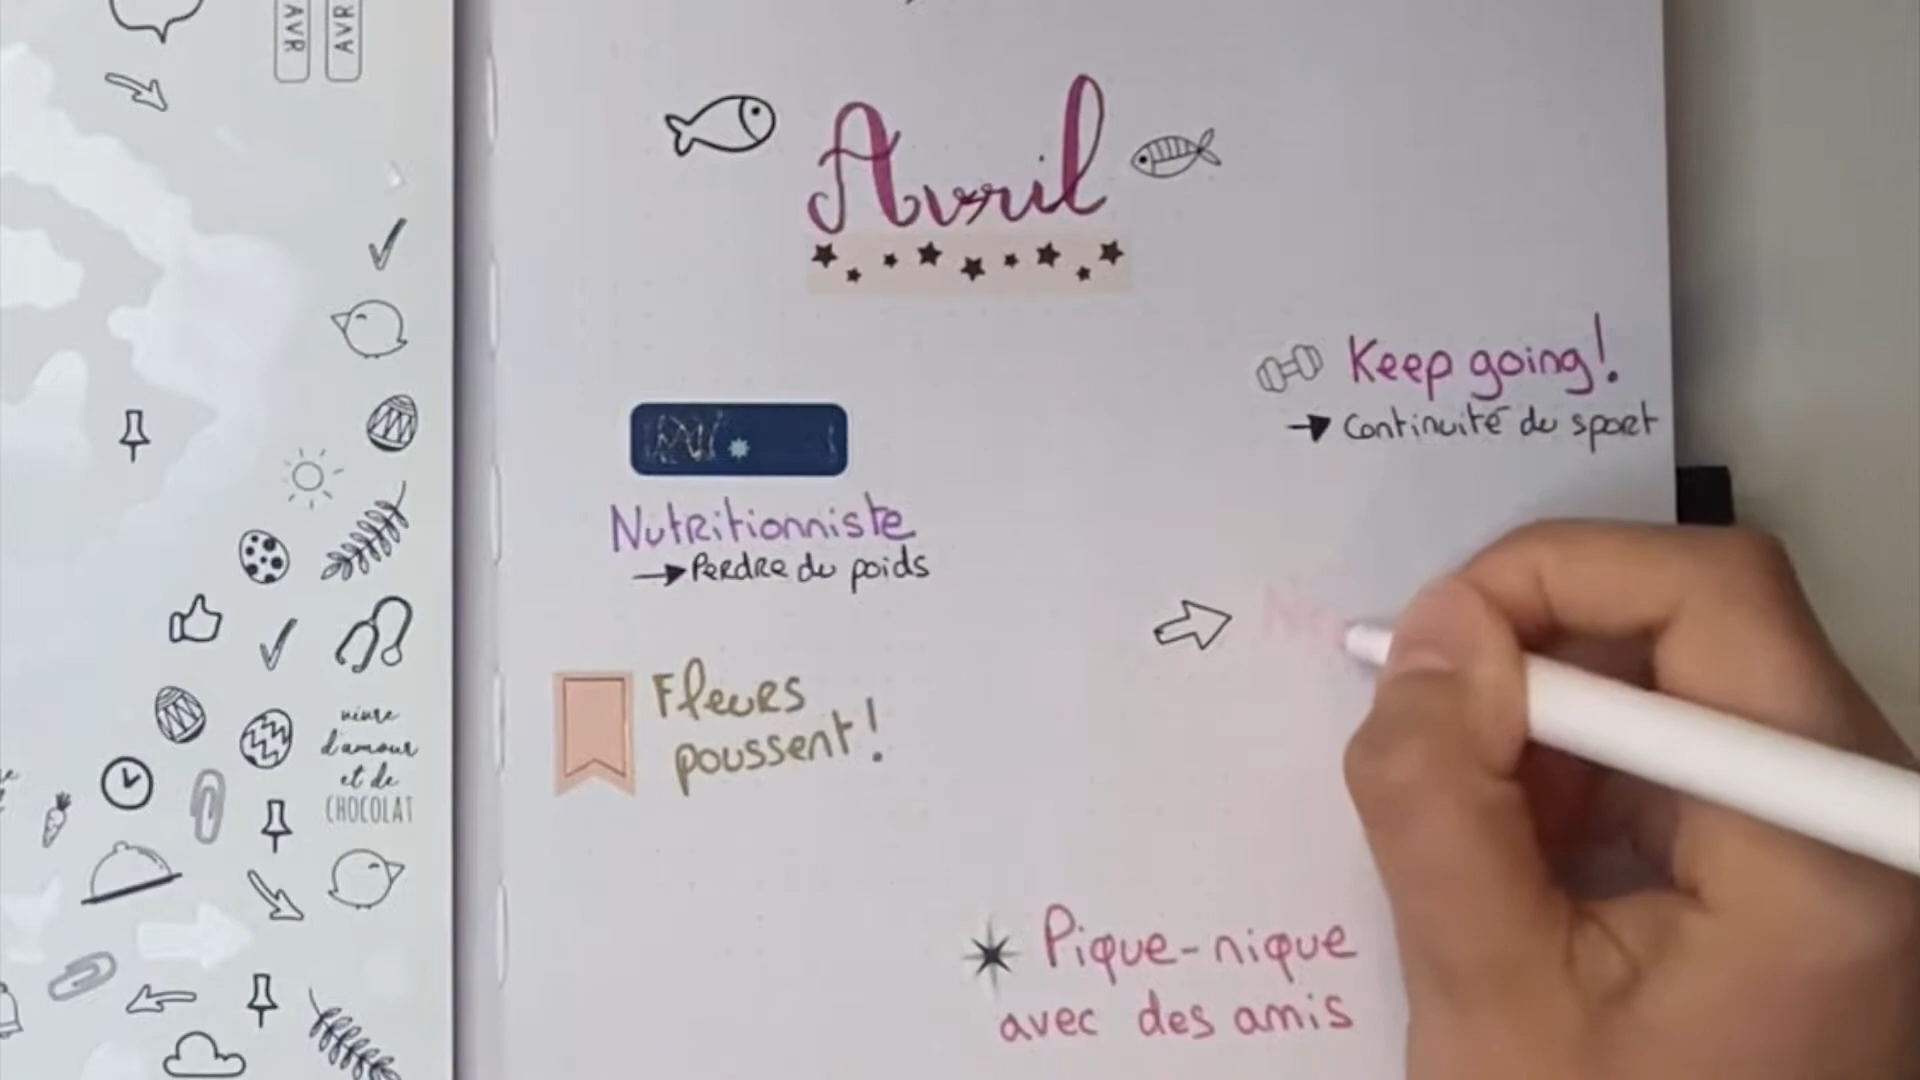 AVR
AVR
Avril
Keep going!
→ Continuité du sport
Nutritionniste
→ Perdre du poids
Fleurs
poussent!
vivre
d'amour
et de
CHOCOLAT
Pique-nique
avec des amis